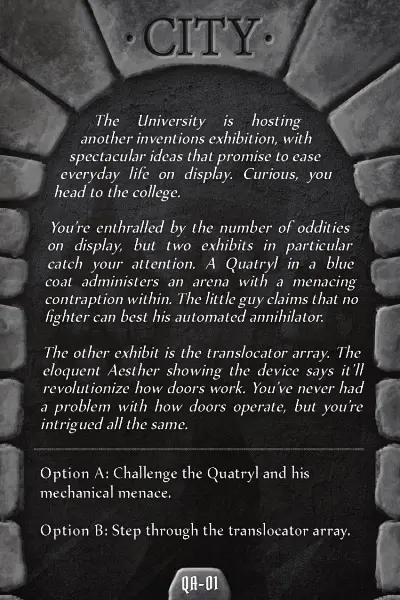 · CITY ·
The University is hosting
another inventions exhibition, with
spectacular ideas that promise to ease
everyday life on display. Curious, you
head to the college.
You're enthralled by the number of oddities
on display, but two exhibits in particular
catch your attention. A Quatryl in a blue
coat administers an arena with a menacing
contraption within. The little guy claims that no
fighter can best his automated annihilator.
The other exhibit is the translocator array. The
eloquent Aesther showing the device says it'll
revolutionize how doors work. You've never had
a problem with how doors operate, but you're
intrigued all the same.
Option A: Challenge the Quatryl and his
mechanical menace.
Option B: Step through the translocator array.
QA-01